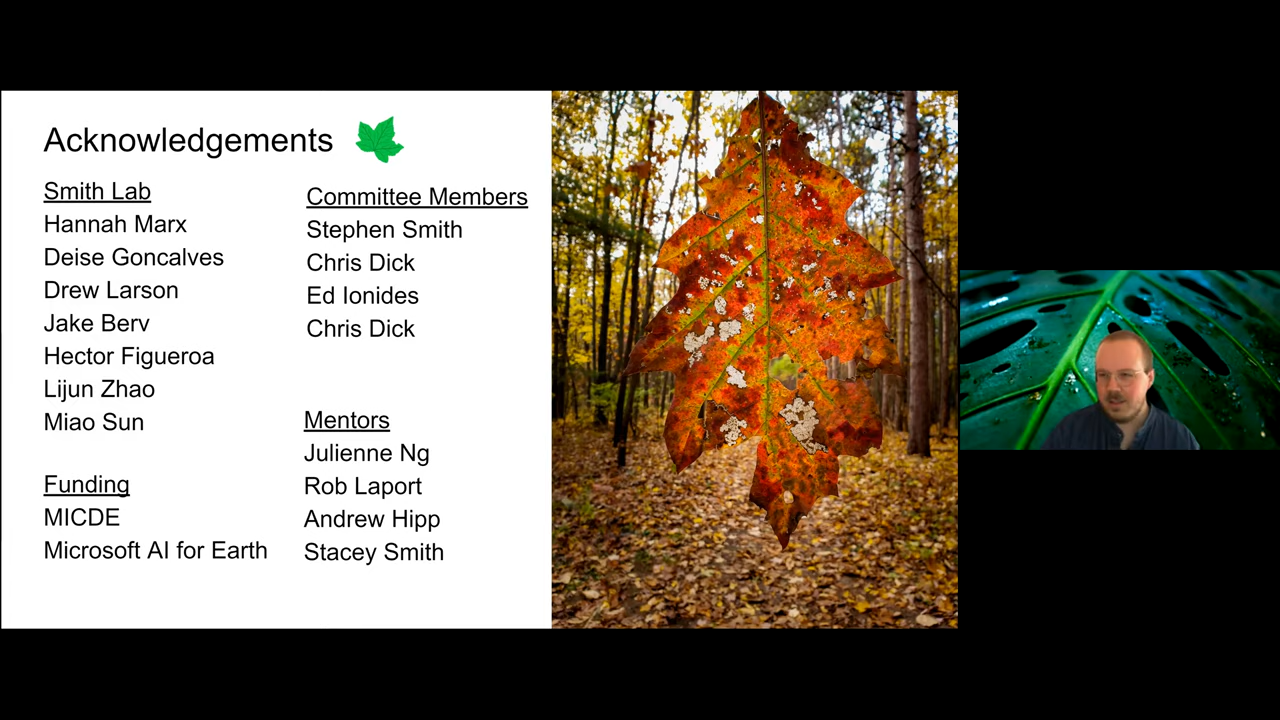 Acknowledgements
Smith Lab
Hannah Marx
Deise Goncalves
Drew Larson
Jake Berv
Hector Figueroa
Lijun Zhao
Miao Sun
Funding
MICDE
Microsoft AI for Earth
Committee Members
Stephen Smith
Chris Dick
Ed Ionides
Chris Dick
Mentors
Julienne Ng
Rob Laport
Andrew Hipp
Stacey Smith